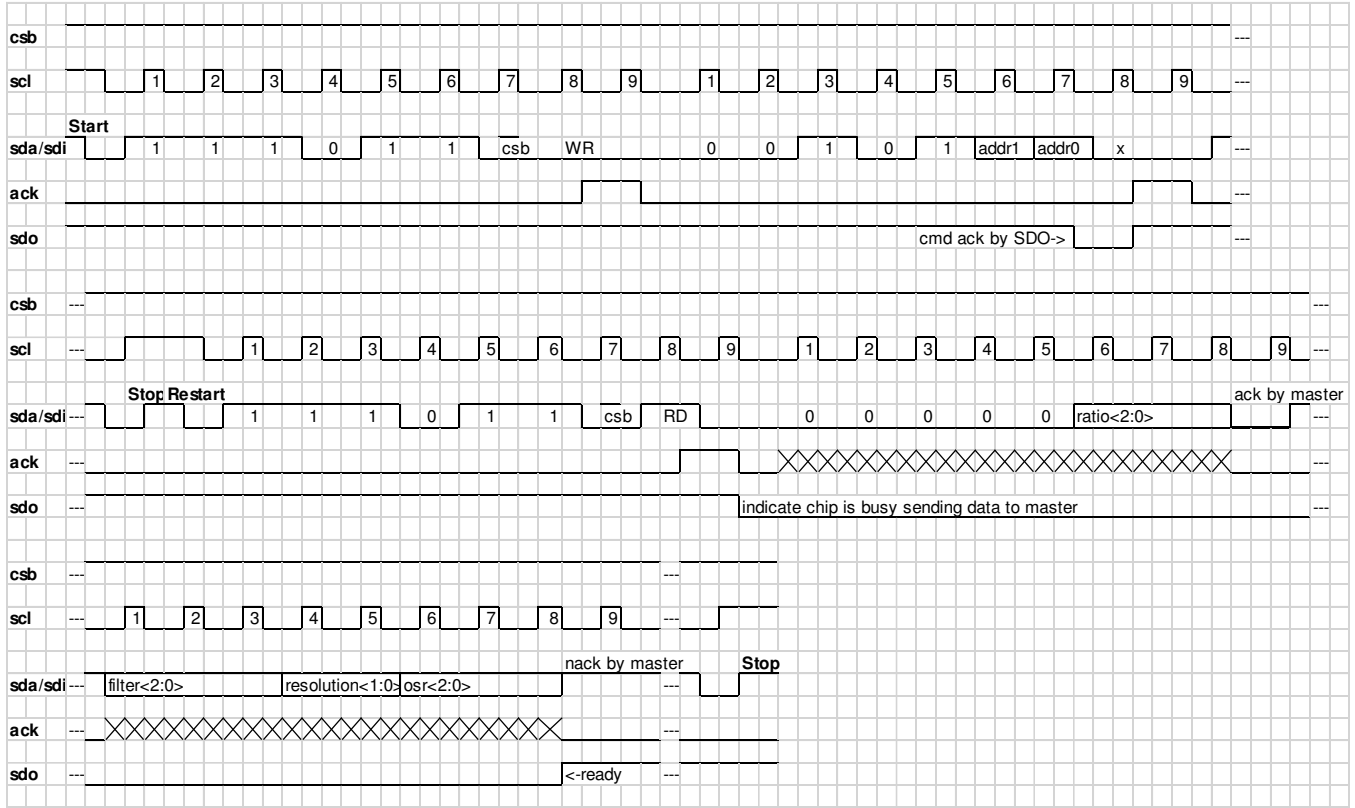 csb ---
scl 1 2 3 4 5 6 7 8 9 1 2 3 4 5 6 7 8 9 ---
Start
sda/sdi 1 1 1 0 1 1 csb WR 0 0 1 0 1 addr1 addr0 x ---
ack ---
sdo cmd ack by SDO-> ---
csb --- ---
scl --- 1 2 3 4 5 6 7 8 9 1 2 3 4 5 6 7 8 9 ---
Stop Restart ack by master
sda/sdi --- 1 1 1 0 1 1 csb RD 0 0 0 0 0 ratio<2:0> ---
ack --- ---
sdo --- indicate chip is busy sending data to master ---
csb --- ---
scl --- 1 2 3 4 5 6 7 8 9 ---
nack by master Stop
sda/sdi --- filter<2:0> resolution<1:0> osr<2:0> ---
ack --- ---
sdo --- <-ready ---